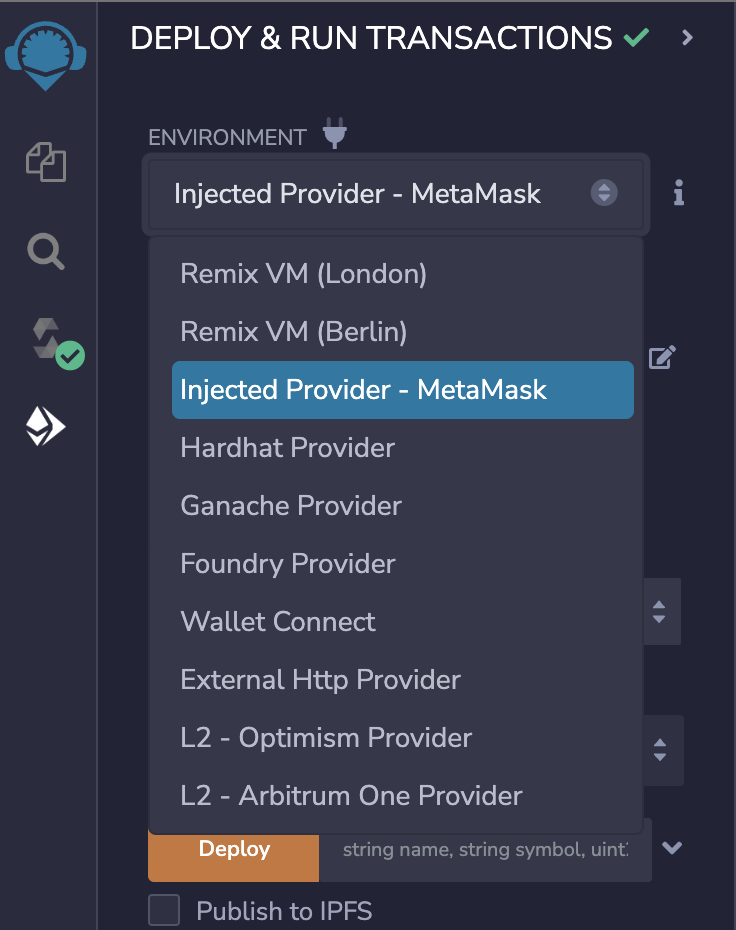 DEPLOY & RUN TRANSACTIONS
ENVIRONMENT
Injected Provider - MetaMask
Remix VM (London)
Remix VM (Berlin)
Injected Provider - MetaMask
Hardhat Provider
Ganache Provider
Foundry Provider
Wallet Connect
External Http Provider
L2 - Optimism Provider
L2 - Arbitrum One Provider
Deploy
string name, string symbol, uint
Publish to IPFS